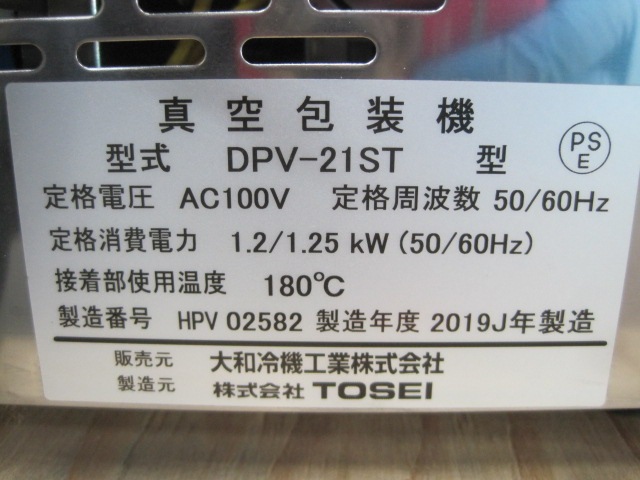 真空包装機
型式 DPV-21ST 型 PSE
定格電圧 AC100V 定格周波数 50/60Hz
定格消費電力 1.2/1.25 kW (50/60Hz)
接着部使用温度 180℃
製造番号 HPV 02582 製造年度 2019J年製造
販売元 大和冷機工業株式会社
製造元 株式会社 TOSEI